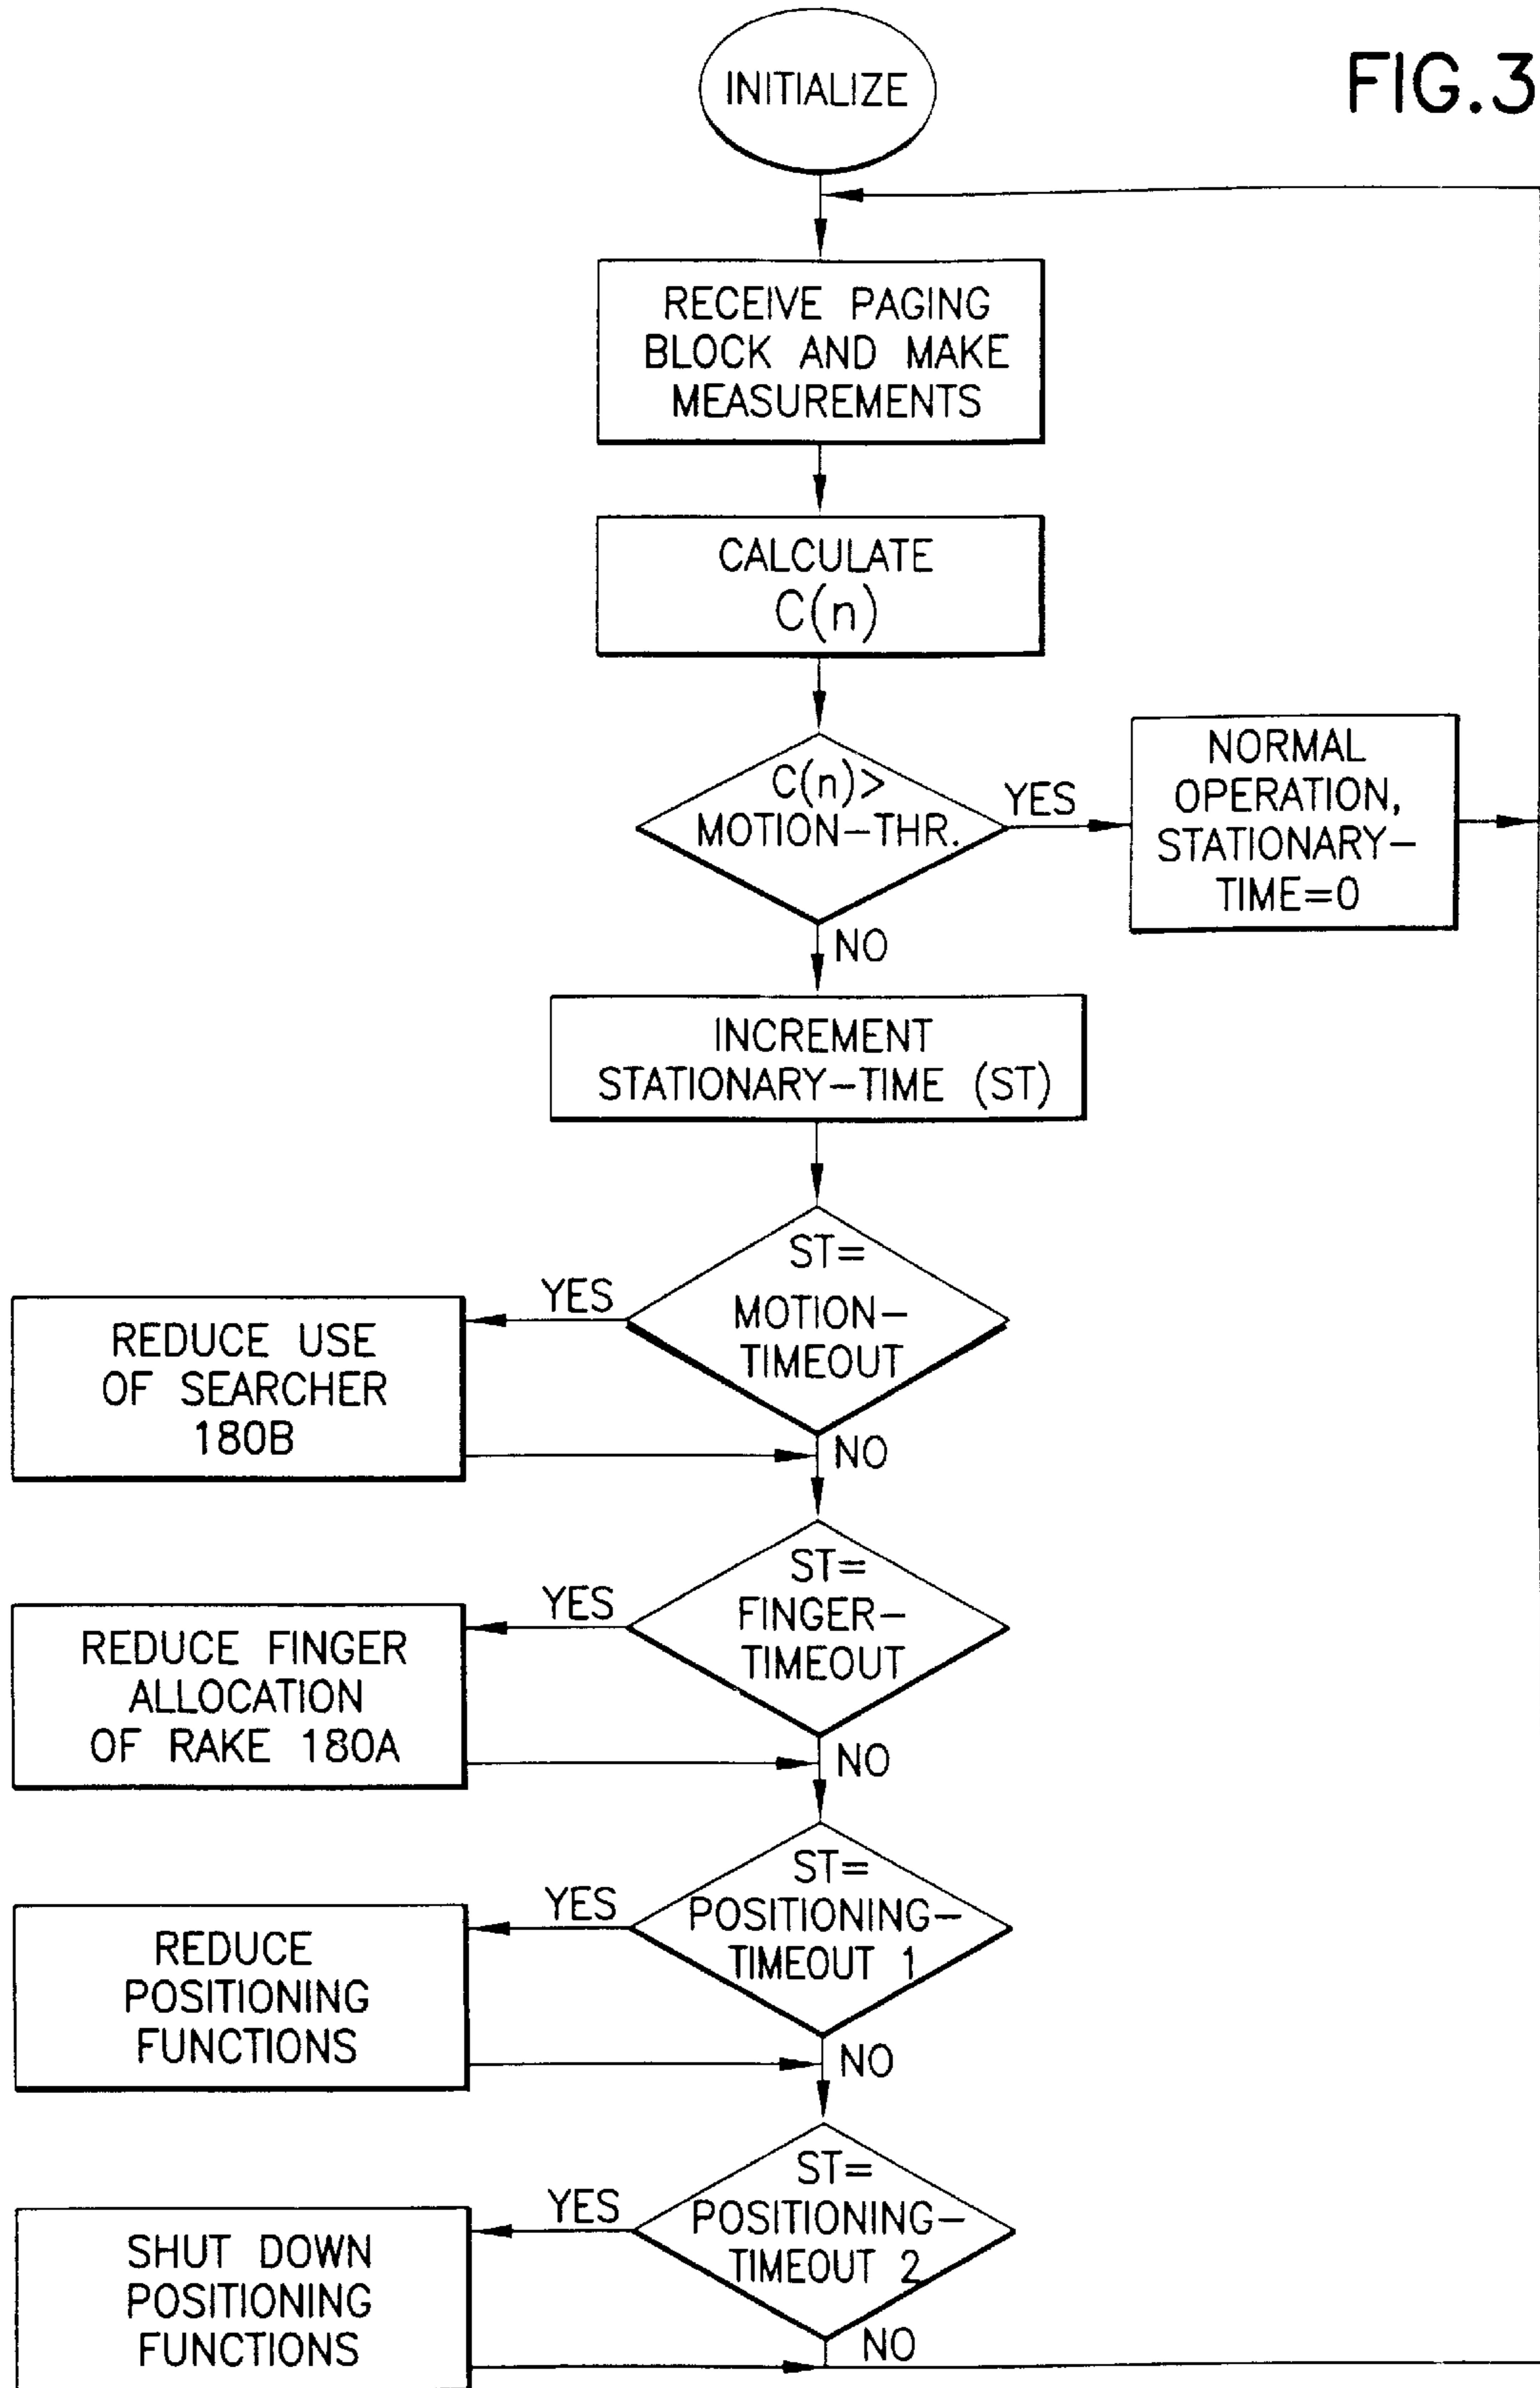 FIG.3
INITIALIZE
RECEIVE PAGING
BLOCK AND MAKE
MEASUREMENTS
CALCULATE
C(n)
C(n)>
MOTION-THR.
YES
NORMAL
OPERATION,
STATIONARY-
TIME=0
NO
INCREMENT
STATIONARY-TIME (ST)
ST=
MOTION-
TIMEOUT
YES
REDUCE USE
OF SEARCHER
180B
NO
ST=
FINGER-
TIMEOUT
YES
REDUCE FINGER
ALLOCATION
OF RAKE 180A
NO
ST=
POSITIONING-
TIMEOUT 1
YES
REDUCE
POSITIONING
FUNCTIONS
NO
ST=
POSITIONING-
TIMEOUT 2
YES
SHUT DOWN
POSITIONING
FUNCTIONS
NO